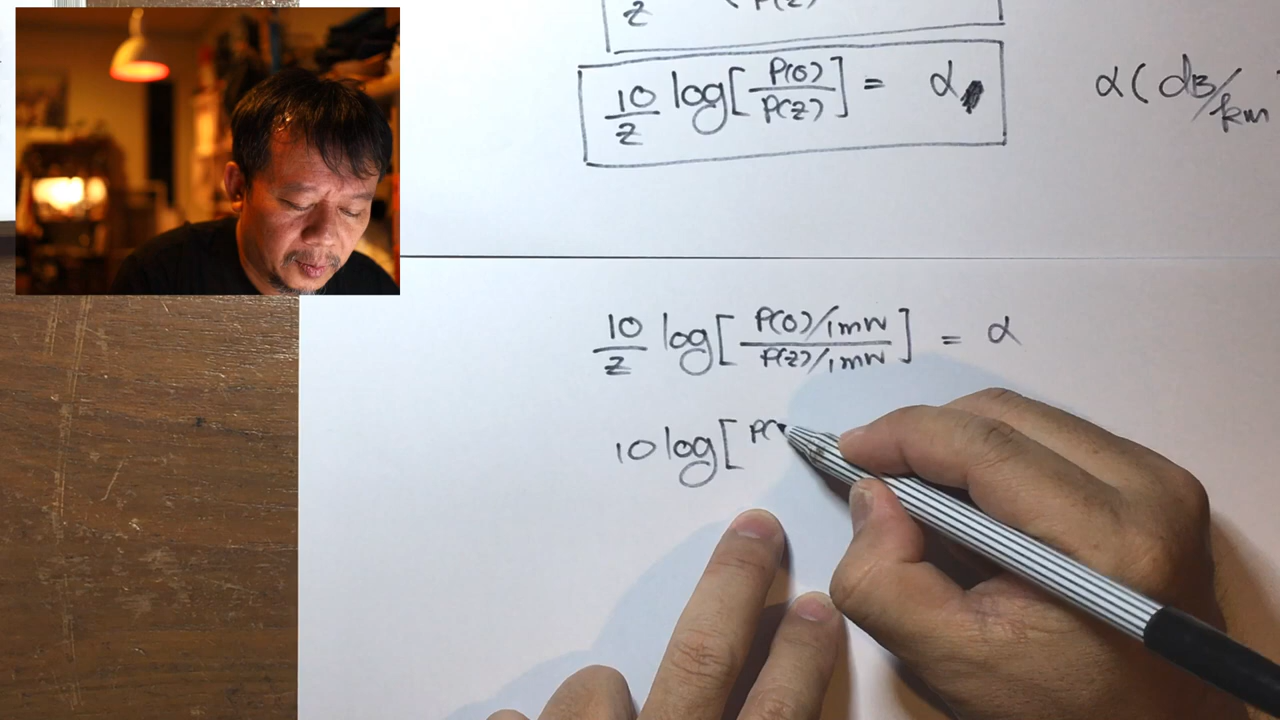 z P(z)
10/z log[P(0)/P(z)] = α
α(dB/km
10/z log[P(0)/1mW / P(z)/1mW] = α
10 log[P(